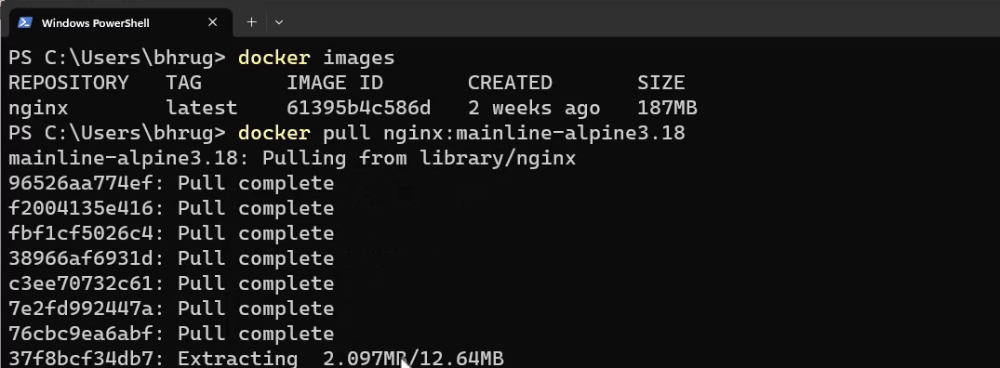 Windows PowerShell
PS C:\Users\bhrug> docker images
REPOSITORY   TAG       IMAGE ID       CREATED       SIZE
nginx        latest    61395b4c586d   2 weeks ago   187MB
PS C:\Users\bhrug> docker pull nginx:mainline-alpine3.18
mainline-alpine3.18: Pulling from library/nginx
96526aa774ef: Pull complete
f2004135e416: Pull complete
fbf1cf5026c4: Pull complete
38966af6931d: Pull complete
c3ee70732c61: Pull complete
7e2fd992447a: Pull complete
76cbc9ea6abf: Pull complete
37f8bcf34db7: Extracting  2.097MB/12.64MB